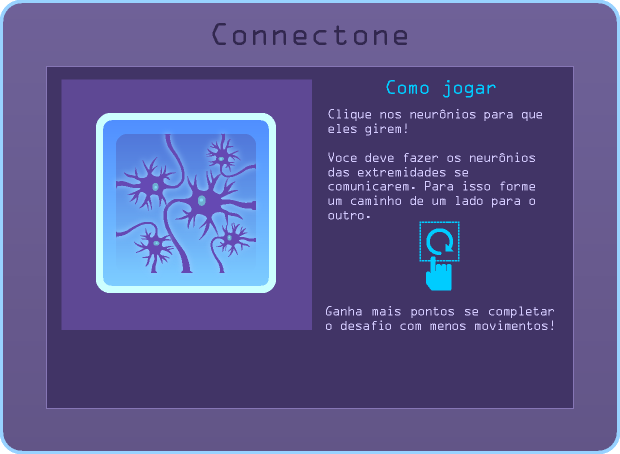 Connectone
Como jogar
Clique nos neurônios para que
eles girem!
Voce deve fazer os neurônios
das extremidades se
comunicarem. Para isso forme
um caminho de um lado para o
outro.
Ganha mais pontos se completar
o desafio com menos movimentos!